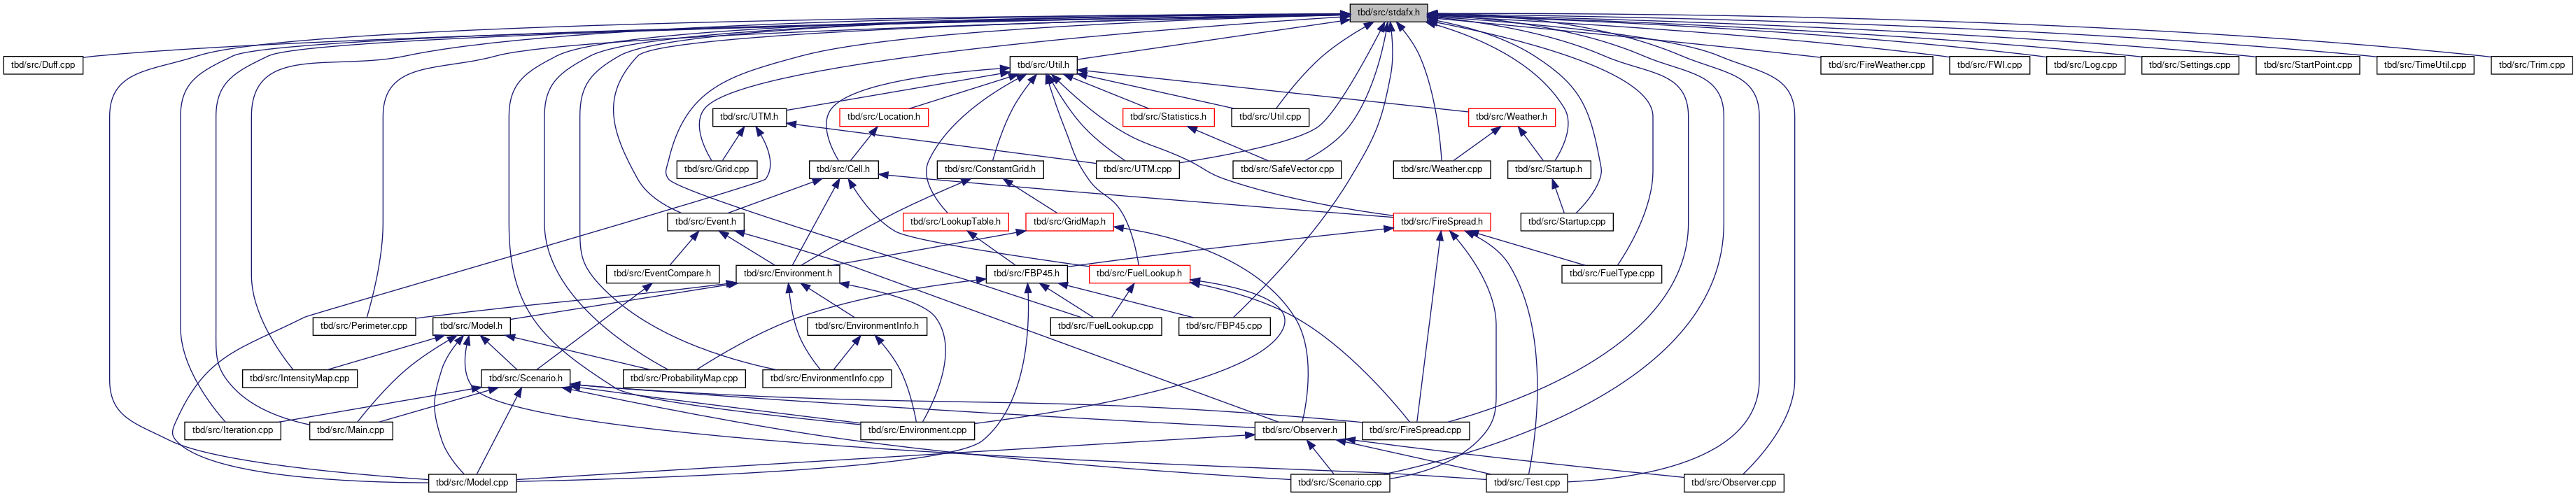 tbd/src/stdafx.h
tbd/src/Duff.cpp
tbd/src/Util.h
tbd/src/FireWeather.cpp
tbd/src/FWI.cpp
tbd/src/Log.cpp
tbd/src/Settings.cpp
tbd/src/StartPoint.cpp
tbd/src/TimeUtil.cpp
tbd/src/Trim.cpp
tbd/src/UTM.h
tbd/src/Location.h
tbd/src/Statistics.h
tbd/src/Util.cpp
tbd/src/Weather.h
tbd/src/Grid.cpp
tbd/src/Cell.h
tbd/src/ConstantGrid.h
tbd/src/UTM.cpp
tbd/src/SafeVector.cpp
tbd/src/Weather.cpp
tbd/src/Startup.h
tbd/src/Event.h
tbd/src/LookupTable.h
tbd/src/GridMap.h
tbd/src/FireSpread.h
tbd/src/Startup.cpp
tbd/src/EventCompare.h
tbd/src/Environment.h
tbd/src/FBP45.h
tbd/src/FuelLookup.h
tbd/src/FuelType.cpp
tbd/src/Perimeter.cpp
tbd/src/Model.h
tbd/src/EnvironmentInfo.h
tbd/src/FuelLookup.cpp
tbd/src/FBP45.cpp
tbd/src/IntensityMap.cpp
tbd/src/Scenario.h
tbd/src/ProbabilityMap.cpp
tbd/src/EnvironmentInfo.cpp
tbd/src/Iteration.cpp
tbd/src/Main.cpp
tbd/src/Environment.cpp
tbd/src/Observer.h
tbd/src/FireSpread.cpp
tbd/src/Model.cpp
tbd/src/Scenario.cpp
tbd/src/Test.cpp
tbd/src/Observer.cpp